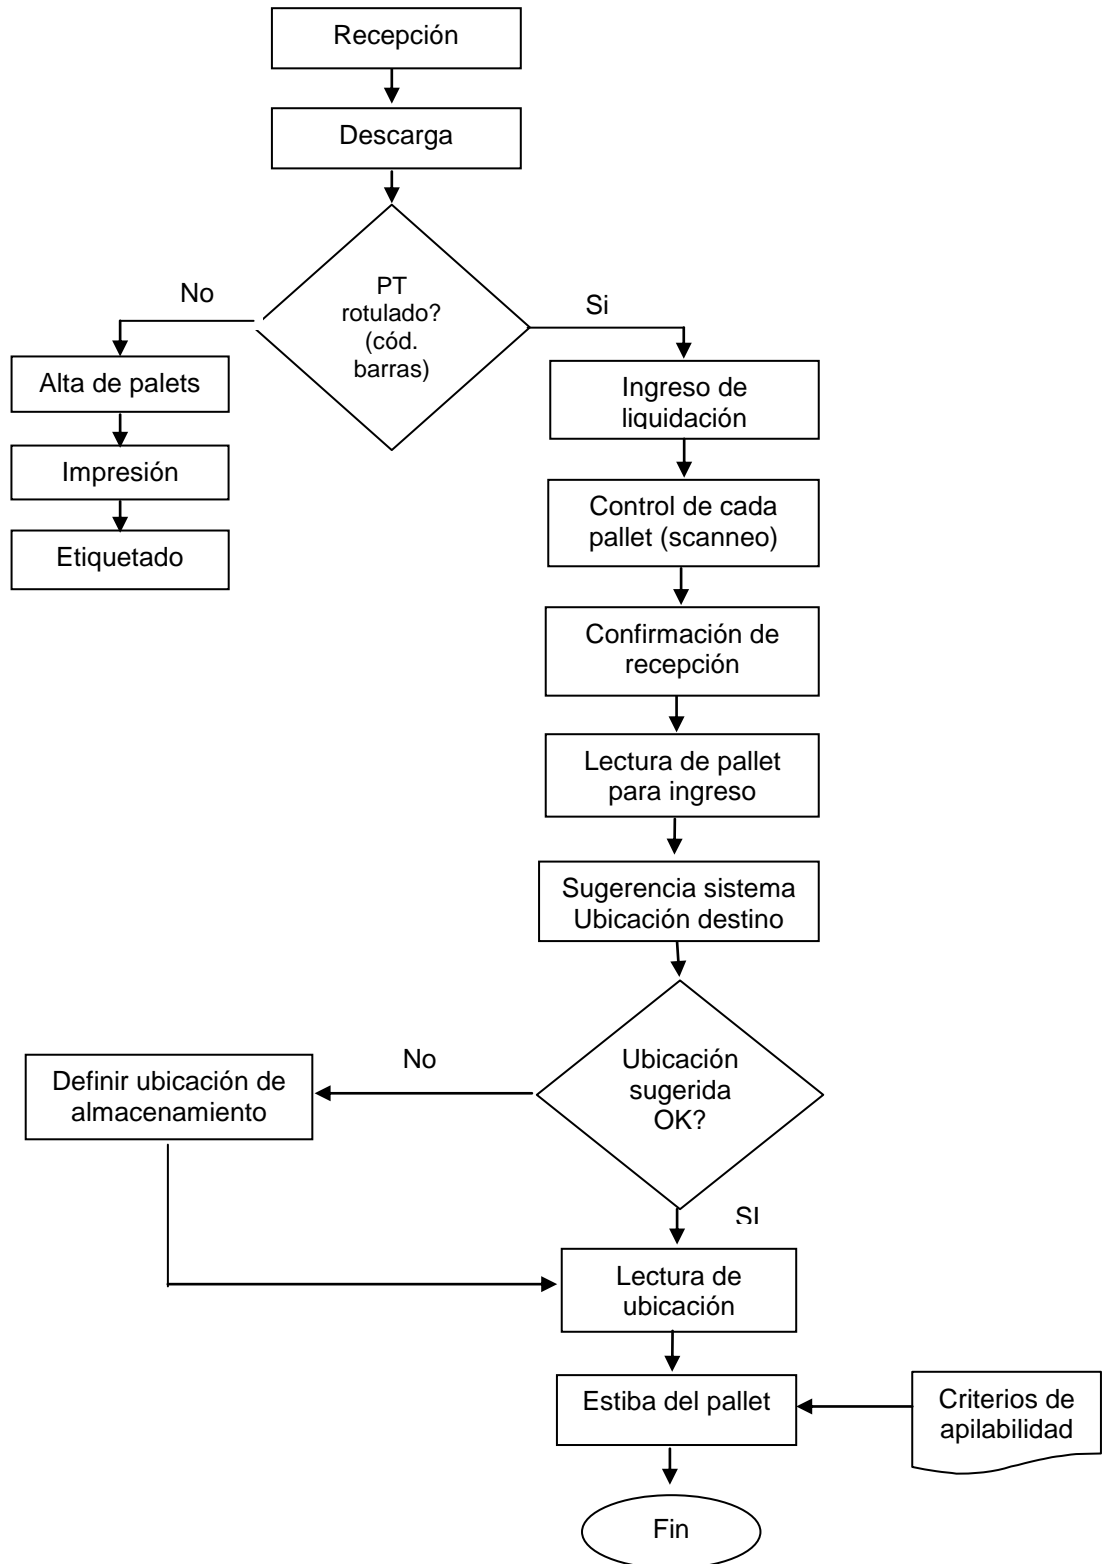 Recepción
Descarga
PT
rotulado?
(cód.
barras)
No
Si
Alta de palets
Impresión
Etiquetado
Ingreso de
liquidación
Control de cada
pallet (scanneo)
Confirmación de
recepción
Lectura de pallet
para ingreso
Sugerencia sistema
Ubicación destino
Ubicación
sugerida
OK?
No
Definir ubicación de
almacenamiento
SI
Lectura de
ubicación
Estiba del pallet
Criterios de
apilabilidad
Fin